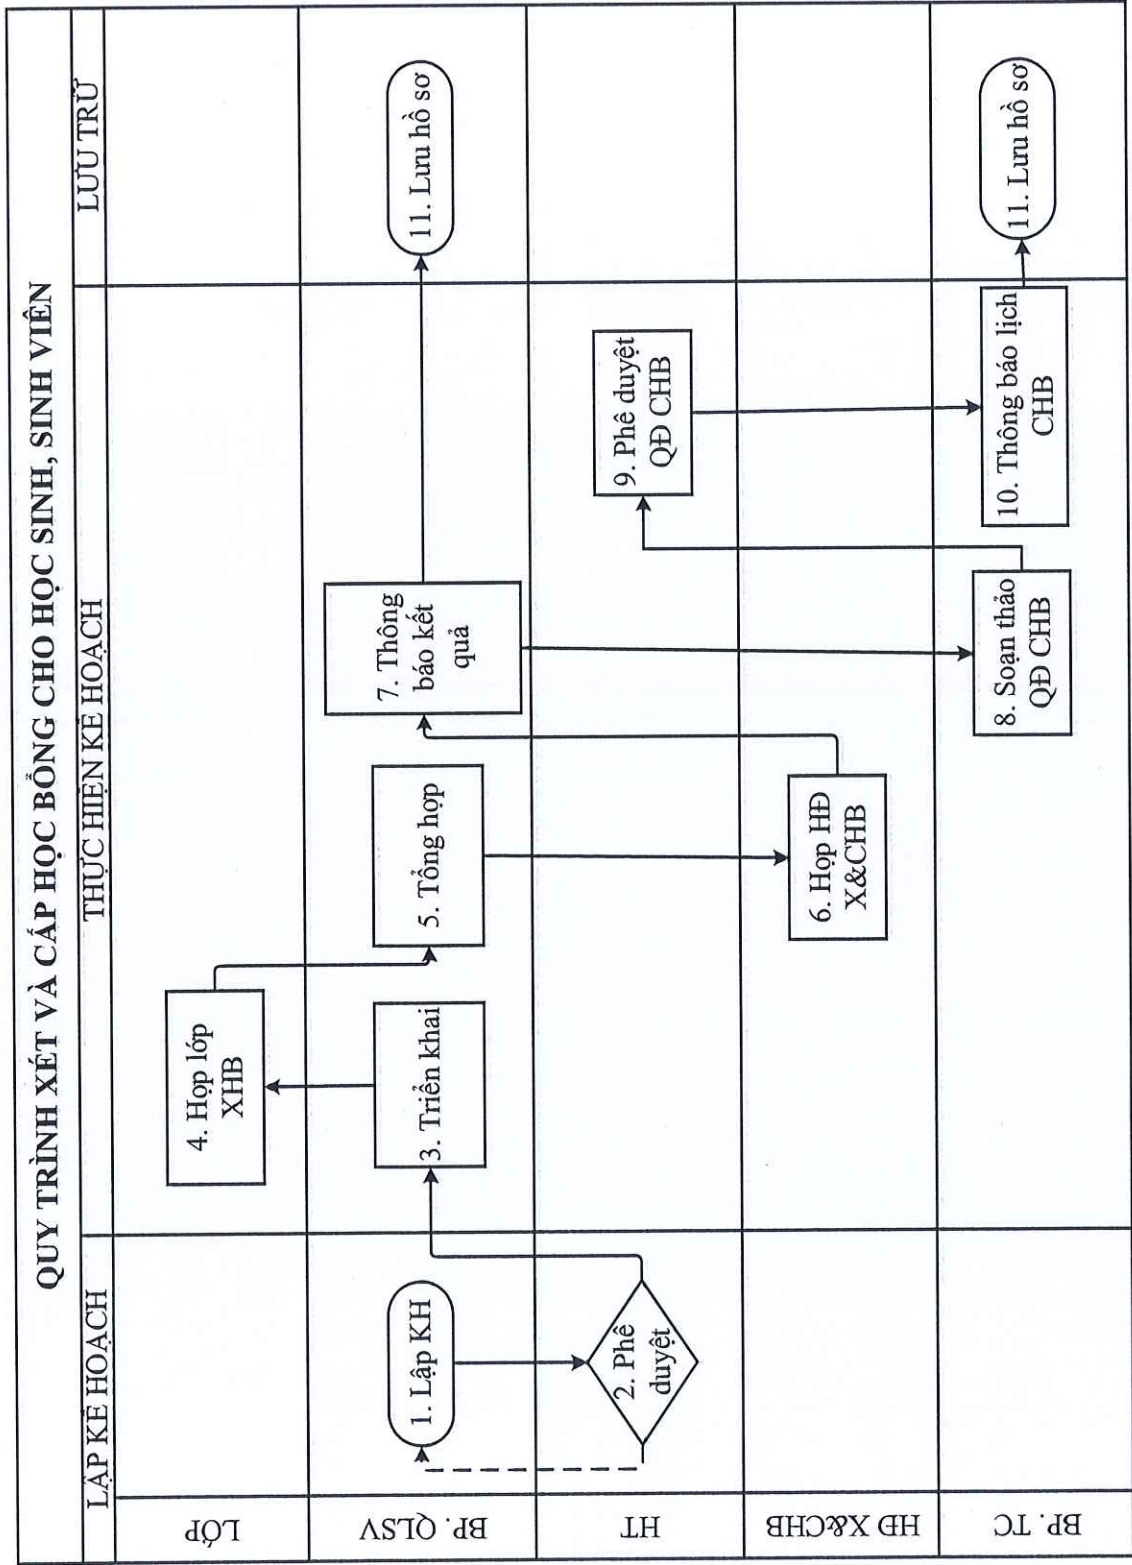 QUY TRÌNH XÉT VÀ CẤP HỌC BỔNG CHO HỌC SINH, SINH VIÊN
LẬP KẾ HOẠCH
THỰC HIỆN KẾ HOẠCH
LƯU TRỮ
LỚP
4. Họp lớp
XHB
BP. QLSV
1. Lập KH
3. Triển khai
5. Tổng hợp
7. Thông
báo kết
quả
11. Lưu hồ sơ
HT
2. Phê
duyệt
9. Phê duyệt
QĐ CHB
HĐ X&CHB
6. Họp HĐ
X&CHB
BP. TC
8. Soạn thảo
QĐ CHB
10. Thông báo lịch
CHB
11. Lưu hồ sơ